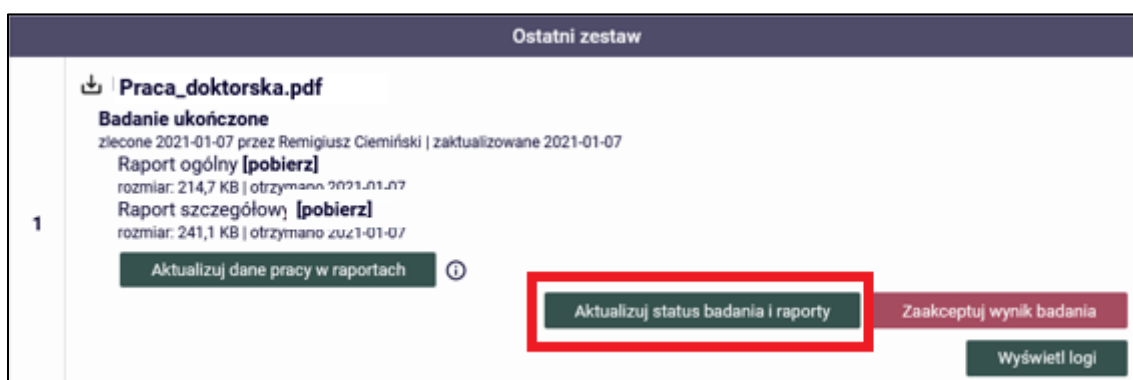 Ostatni zestaw
Praca_doktorska.pdf
Badanie ukończone
zlecone 2021-01-07 przez Remigiusz Ciemiński | zaktualizowane 2021-01-07
Raport ogólny [pobierz]
rozmiar: 214,7 KB | otrzymano 2021-01-07
1
Raport szczegółowy [pobierz]
rozmiar: 241,1 KB | otrzymano 2021-01-07
Aktualizuj dane pracy w raportach
Aktualizuj status badania i raporty Zaakceptuj wynik badania
Wyświetl logi